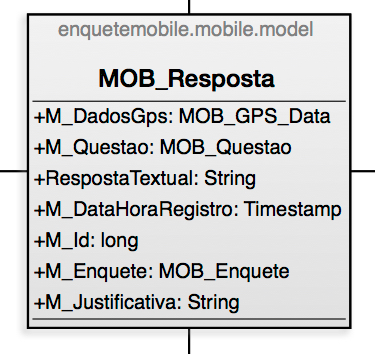 enquetemobile.mobile.model
MOB_Resposta
+M_DadosGps: MOB_GPS_Data
+M_Questao: MOB_Questao
+RespostaTextual: String
+M_DataHoraRegistro: Timestamp
+M_Id: long
+M_Enquete: MOB_Enquete
+M_Justificativa: String